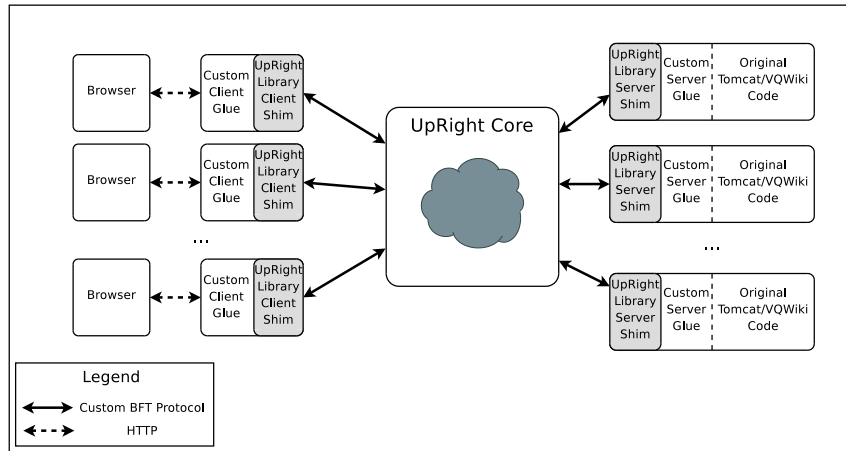 Browser
Custom
Client
Glue
UpRight
Library
Client
Shim
Browser
Custom
Client
Glue
UpRight
Library
Client
Shim
...
Browser
Custom
Client
Glue
UpRight
Library
Client
Shim
UpRight Core
UpRight
Library
Server
Shim
Custom
Server
Glue
Original
Tomcat/VQWiki
Code
UpRight
Library
Server
Shim
Custom
Server
Glue
Original
Tomcat/VQWiki
Code
...
UpRight
Library
Server
Shim
Custom
Server
Glue
Original
Tomcat/VQWiki
Code
Legend
Custom BFT Protocol
HTTP